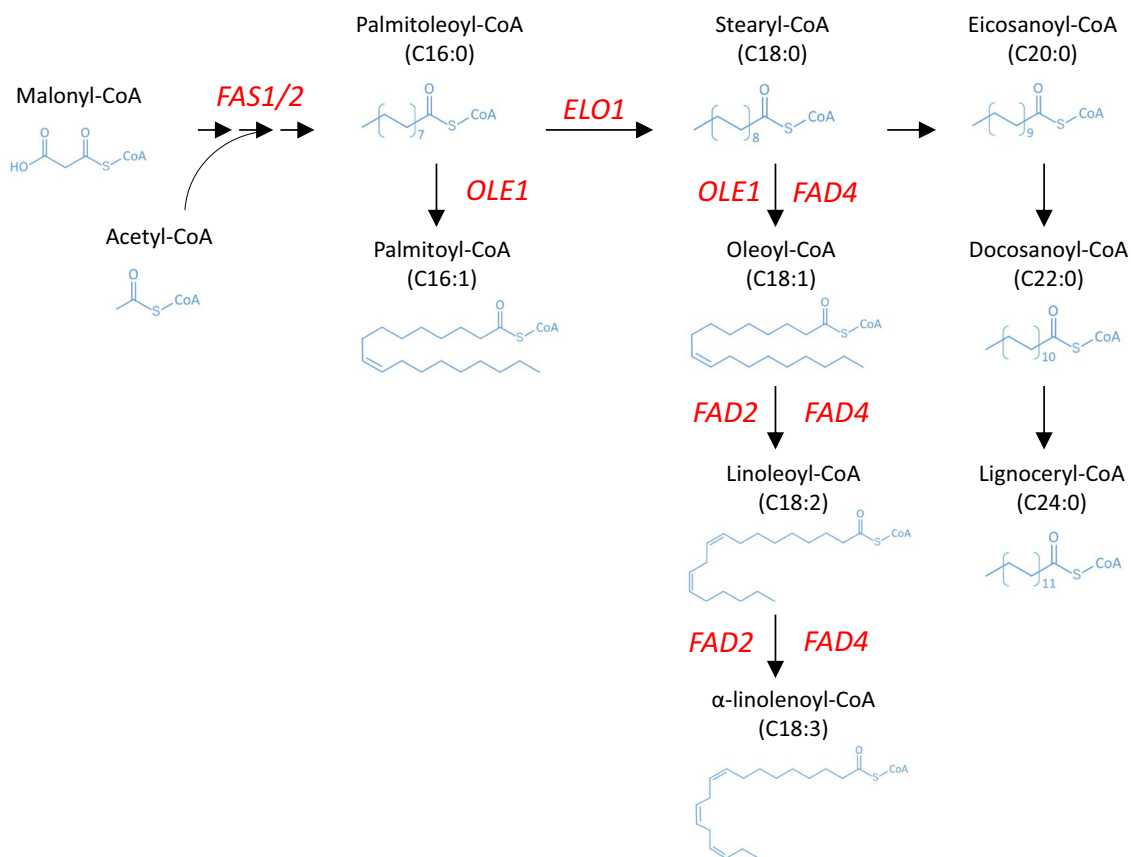 Palmitoleoyl-CoA
(C16:0)
Stearyl-CoA
(C18:0)
Eicosanoyl-CoA
(C20:0)
Malonyl-CoA
FAS1/2
ELO1
O
S
CoA
7
O
S
CoA
8
O
S
CoA
9
O
O
HO
S
CoA
OLE1
OLE1
FAD4
Acetyl-CoA
O
S
CoA
Palmitoyl-CoA
(C16:1)
Oleoyl-CoA
(C18:1)
Docosanoyl-CoA
(C22:0)
O
S
CoA
O
S
CoA
O
S
CoA
10
FAD2
FAD4
Linoleoyl-CoA
(C18:2)
Lignoceryl-CoA
(C24:0)
O
S
CoA
O
S
CoA
11
FAD2
FAD4
α-linolenoyl-CoA
(C18:3)
O
S
CoA